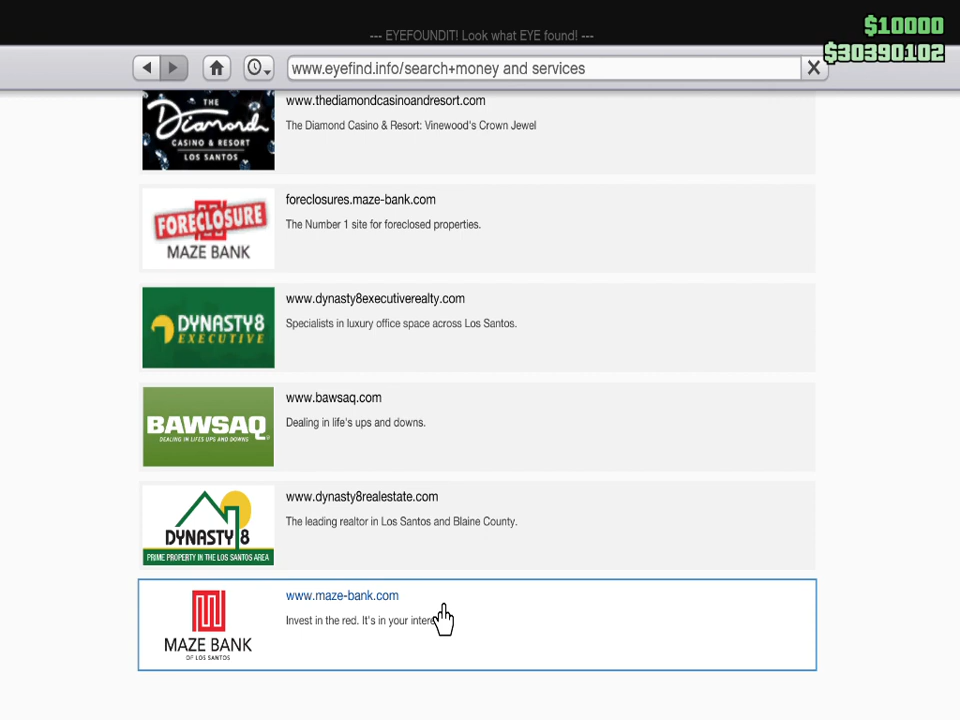 --- EYEFOUNDIT! Look what EYE found! ---
$10000
$30390102
www.eyefind.info/search+money and services
THE
Diamond
CASINO & RESORT
LOS SANTOS
www.thediamondcasinoandresort.com
The Diamond Casino & Resort: Vinewood's Crown Jewel
FORECLOSURE
MAZE BANK
foreclosures.maze-bank.com
The Number 1 site for foreclosed properties.
DYNASTY8
EXECUTIVE
www.dynasty8executiverealty.com
Specialists in luxury office space across Los Santos.
BAWSAQ
DEALING IN LIFES UPS AND DOWNS
www.bawsaq.com
Dealing in life's ups and downs.
DYNASTY 8
PRIME PROPERTY IN THE LOS SANTOS AREA
www.dynasty8realestate.com
The leading realtor in Los Santos and Blaine County.
MAZE BANK
OF LOS SANTOS
www.maze-bank.com
Invest in the red. It's in your